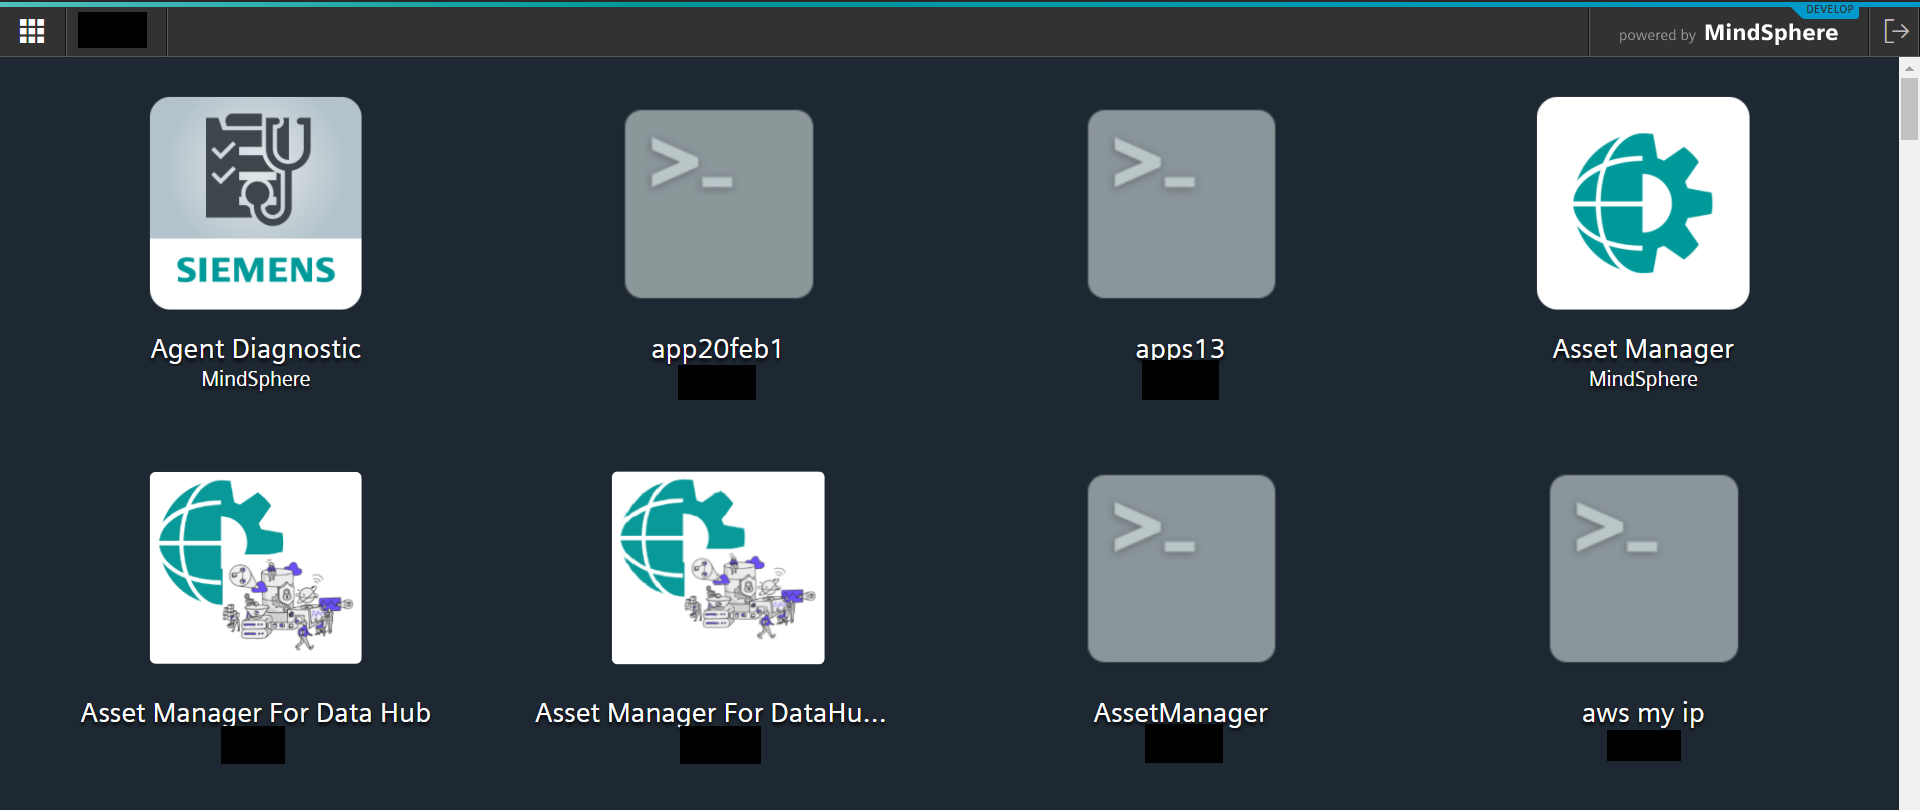 DEVELOP
powered by MindSphere
SIEMENS
Agent Diagnostic
MindSphere
>_
app20feb1
>_
apps13
Asset Manager
MindSphere
Asset Manager For Data Hub
Asset Manager For DataHu...
>_
AssetManager
>_
aws my ip